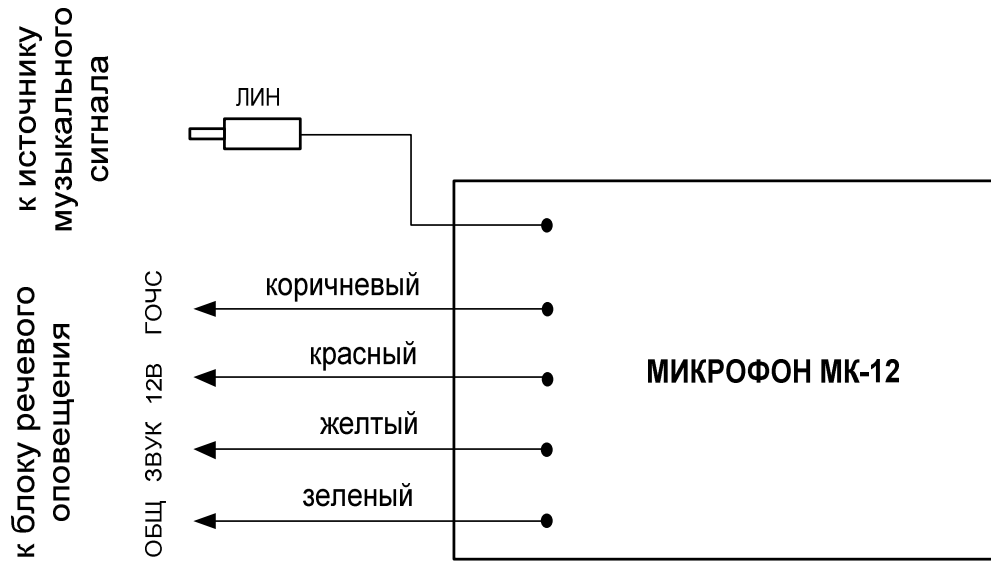 к источнику
музыкального
сигнала
ЛИН
к блоку речевого
оповещения
ГОЧС
коричневый
12В
красный
ЗВУК
желтый
ОБЩ
зеленый
МИКРОФОН МК-12